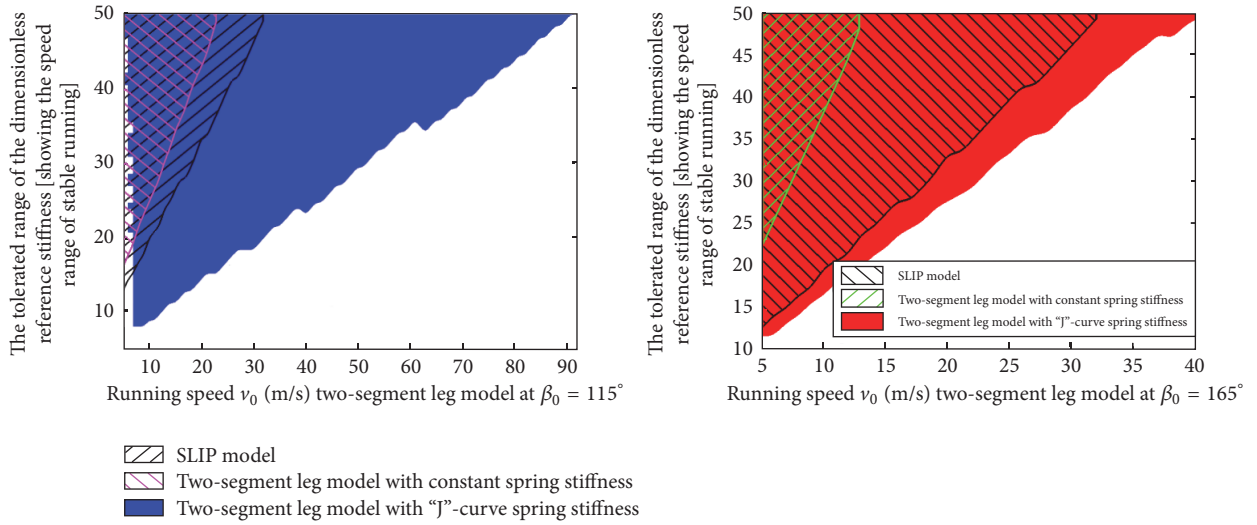 The tolerated range of the dimensionless
reference stiffness [showing the speed
range of stable running]
50
40
50
30
20
10
10
20
30
40
50
60
70
80
90
Running speed v₀ (m/s) two-segment leg model at β₀ = 115°
SLIP model
Two-segment leg model with constant spring stiffness
Two-segment leg model with “J”-curve spring stiffness
The tolerated range of the dimensionless
reference stiffness [showing the speed
range of stable running]
50
45
40
35
30
25
20
15
10
5
10
15
20
25
30
35
40
SLIP model
Two-segment leg model with constant spring stiffness
Two-segment leg model with “J”-curve spring stiffness
Running speed v₀ (m/s) two-segment leg model at β₀ = 165°